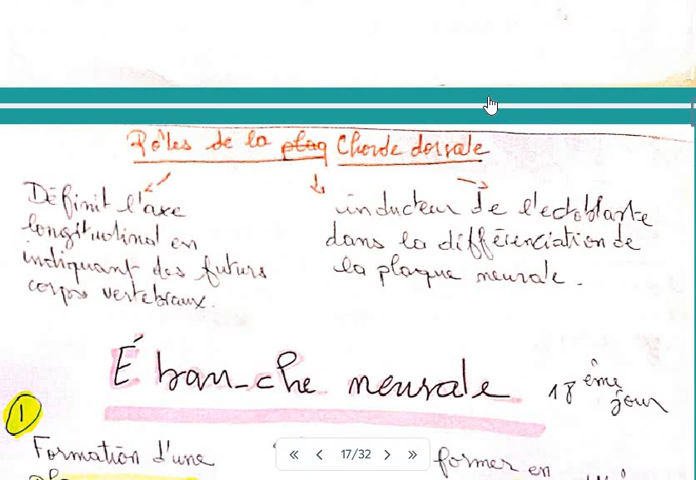 Rôles de la plaq Chorde dorsale
Définit l'axe
longitudinal en
indiquant des futurs
corps vertebraux.
inducteur de l'ectoblaste
dans la différenciation de
la plaque neurale.
Ébauche neurale 18ème jour
1
Formation d'une
17/32
former en